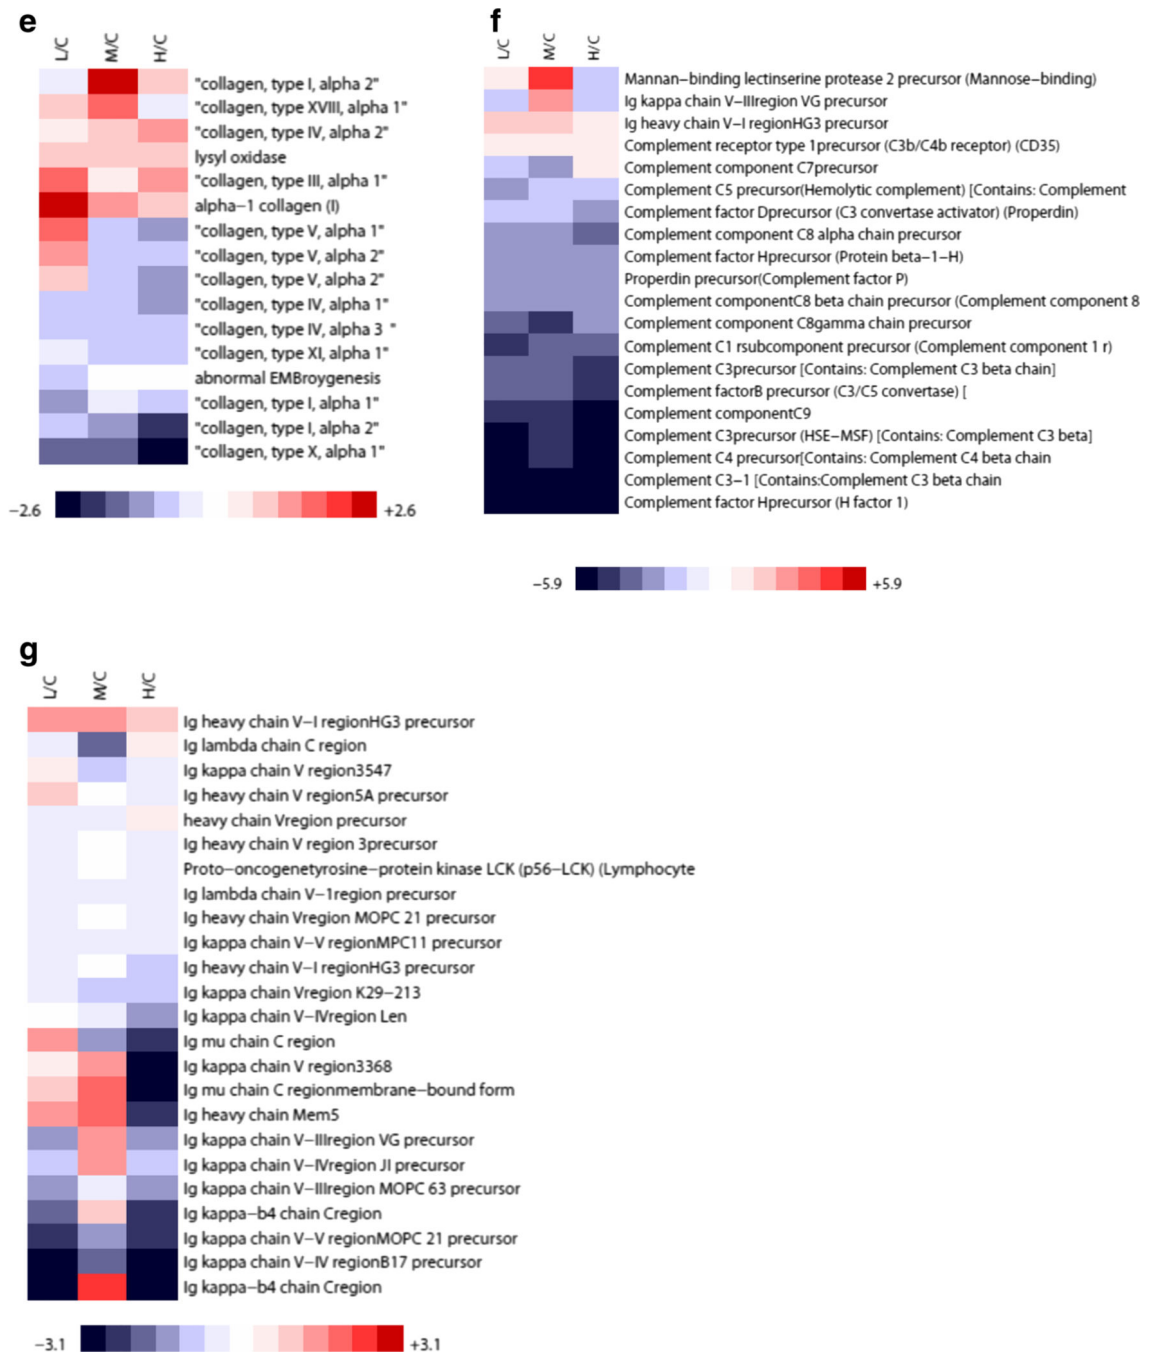 e
L/C M/C H/C
"collagen, type I, alpha 2"
"collagen, type XVIII, alpha 1"
"collagen, type IV, alpha 2"
lysyl oxidase
"collagen, type III, alpha 1"
alpha−1 collagen (I)
"collagen, type V, alpha 1"
"collagen, type V, alpha 2"
"collagen, type V, alpha 2"
"collagen, type IV, alpha 1"
"collagen, type IV, alpha 3 "
"collagen, type XI, alpha 1"
abnormal EMBroygenesis
"collagen, type I, alpha 1"
"collagen, type I, alpha 2"
"collagen, type X, alpha 1"
−2.6 +2.6
f
L/C M/C H/C
Mannan−binding lectinserine protease 2 precursor (Mannose−binding)
Ig kappa chain V−IIIregion VG precursor
Ig heavy chain V−I regionHG3 precursor
Complement receptor type 1precursor (C3b/C4b receptor) (CD35)
Complement component C7precursor
Complement C5 precursor(Hemolytic complement) [Contains: Complement
Complement factor Dprecursor (C3 convertase activator) (Properdin)
Complement component C8 alpha chain precursor
Complement factor Hprecursor (Protein beta−1−H)
Properdin precursor(Complement factor P)
Complement componentC8 beta chain precursor (Complement component 8
Complement component C8gamma chain precursor
Complement C1 rsubcomponent precursor (Complement component 1 r)
Complement C3precursor [Contains: Complement C3 beta chain]
Complement factorB precursor (C3/C5 convertase) [
Complement componentC9
Complement C3precursor (HSE−MSF) [Contains: Complement C3 beta]
Complement C4 precursor[Contains: Complement C4 beta chain
Complement C3−1 [Contains:Complement C3 beta chain
Complement factor Hprecursor (H factor 1)
−5.9 +5.9
g
L/C M/C H/C
Ig heavy chain V−I regionHG3 precursor
Ig lambda chain C region
Ig kappa chain V region3547
Ig heavy chain V region5A precursor
heavy chain Vregion precursor
Ig heavy chain V region 3precursor
Proto−oncogenetyrosine−protein kinase LCK (p56−LCK) (Lymphocyte
Ig lambda chain V−1region precursor
Ig heavy chain Vregion MOPC 21 precursor
Ig kappa chain V−V regionMPC11 precursor
Ig heavy chain V−I regionHG3 precursor
Ig kappa chain Vregion K29−213
Ig kappa chain V−IVregion Len
Ig mu chain C region
Ig kappa chain V region3368
Ig mu chain C regionmembrane−bound form
Ig heavy chain Mem5
Ig kappa chain V−IIIregion VG precursor
Ig kappa chain V−IVregion JI precursor
Ig kappa chain V−IIIregion MOPC 63 precursor
Ig kappa−b4 chain Cregion
Ig kappa chain V−V regionMOPC 21 precursor
Ig kappa chain V−IV regionB17 precursor
Ig kappa−b4 chain Cregion
−3.1 +3.1